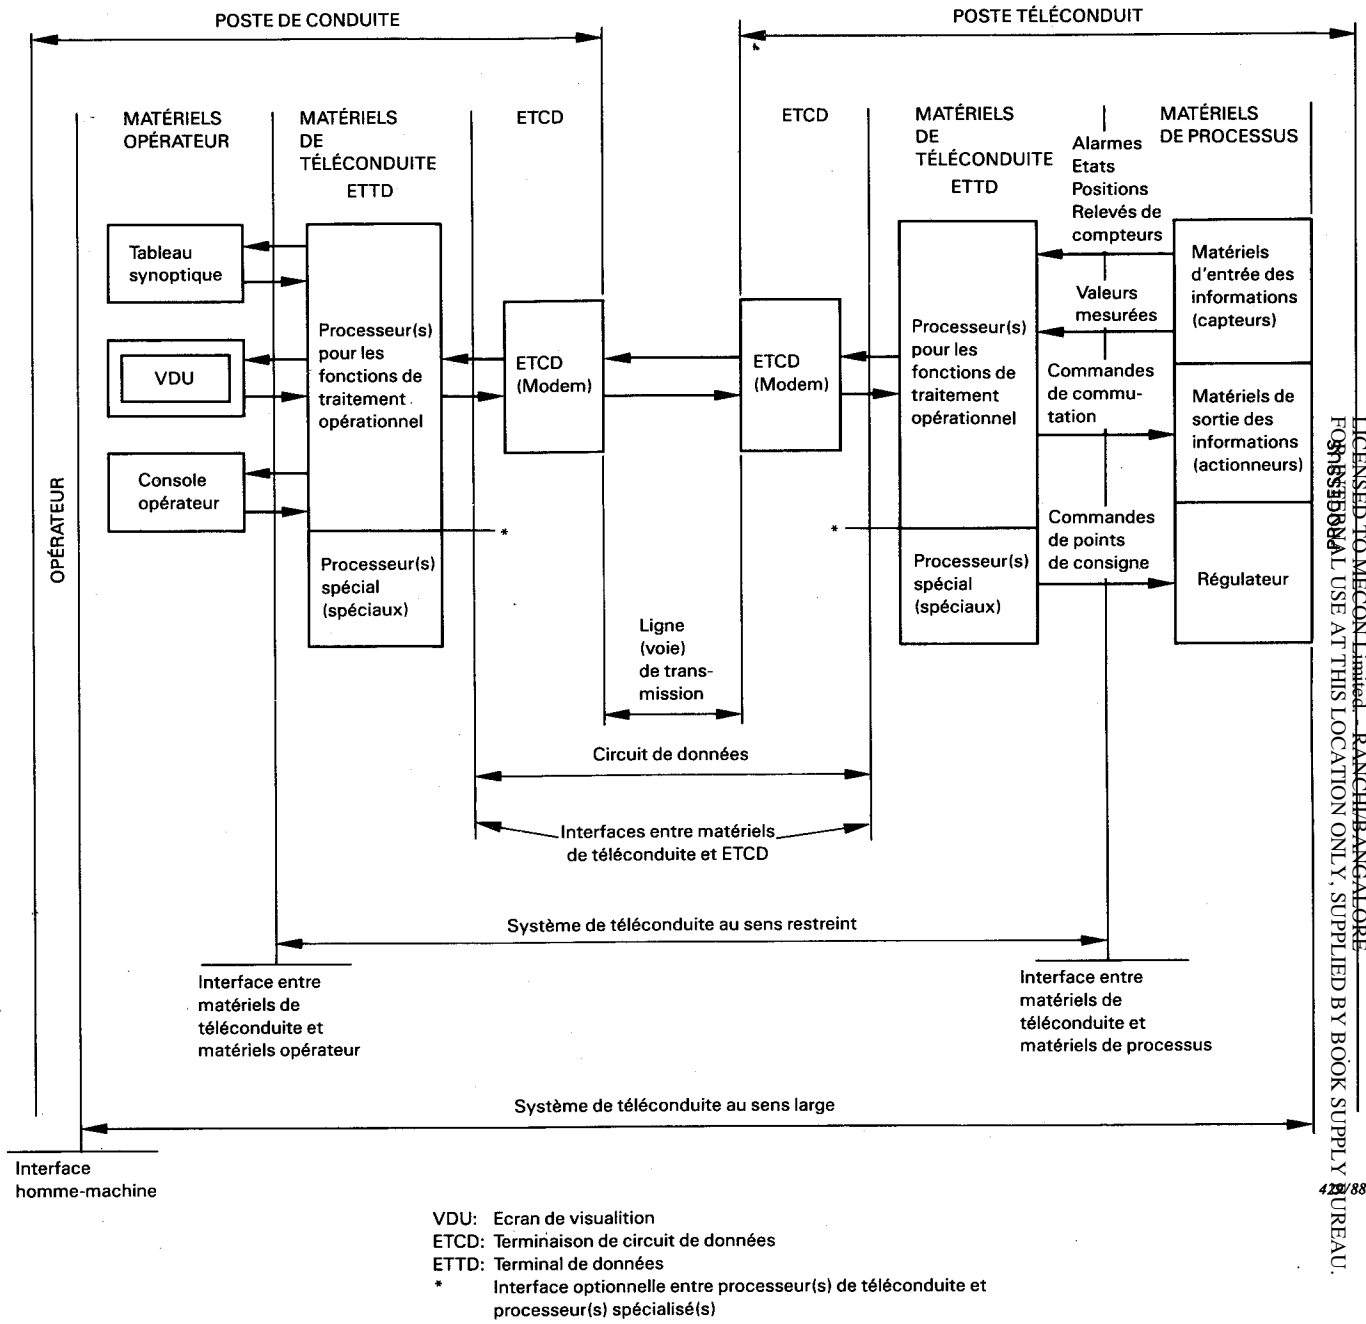 POSTE DE CONDUITE
POSTE TÉLÉCONDUIT
MATÉRIELS
OPÉRATEUR
MATÉRIELS
DE
TÉLÉCONDUITE
ETTD
ETCD
ETCD
MATÉRIELS
DE
TÉLÉCONDUITE
ETTD
MATÉRIELS
DE PROCESSUS
Alarmes
Etats
Positions
Relevés de
compteurs
Tableau
synoptique
VDU
Console
opérateur
OPÉRATEUR
Processeur(s)
pour les
fonctions de
traitement
opérationnel
Processeur(s)
spécial
(spéciaux)
*
ETCD
(Modem)
ETCD
(Modem)
*
Processeur(s)
pour les
fonctions de
traitement
opérationnel
Processeur(s)
spécial
(spéciaux)
Valeurs
mesurées
Commandes
de commu-
tation
Commandes
de points
de consigne
Matériels
d'entrée des
informations
(capteurs)
Matériels de
sortie des
informations
(actionneurs)
Régulateur
PROCESSUS
Ligne
(voie)
de trans-
mission
Circuit de données
Interfaces entre matériels
de téléconduite et ETCD
Système de téléconduite au sens restreint
Interface entre
matériels de
téléconduite et
matériels opérateur
Interface entre
matériels de
téléconduite et
matériels de processus
Système de téléconduite au sens large
Interface
homme-machine
VDU: Ecran de visualition
ETCD: Terminaison de circuit de données
ETTD: Terminal de données
* Interface optionnelle entre processeur(s) de téléconduite et
processeur(s) spécialisé(s)
LICENSED TO MECON Limited. - RANCHI/BANGALORE
FOR INTERNAL USE AT THIS LOCATION ONLY, SUPPLIED BY BOOK SUPPLY BUREAU.